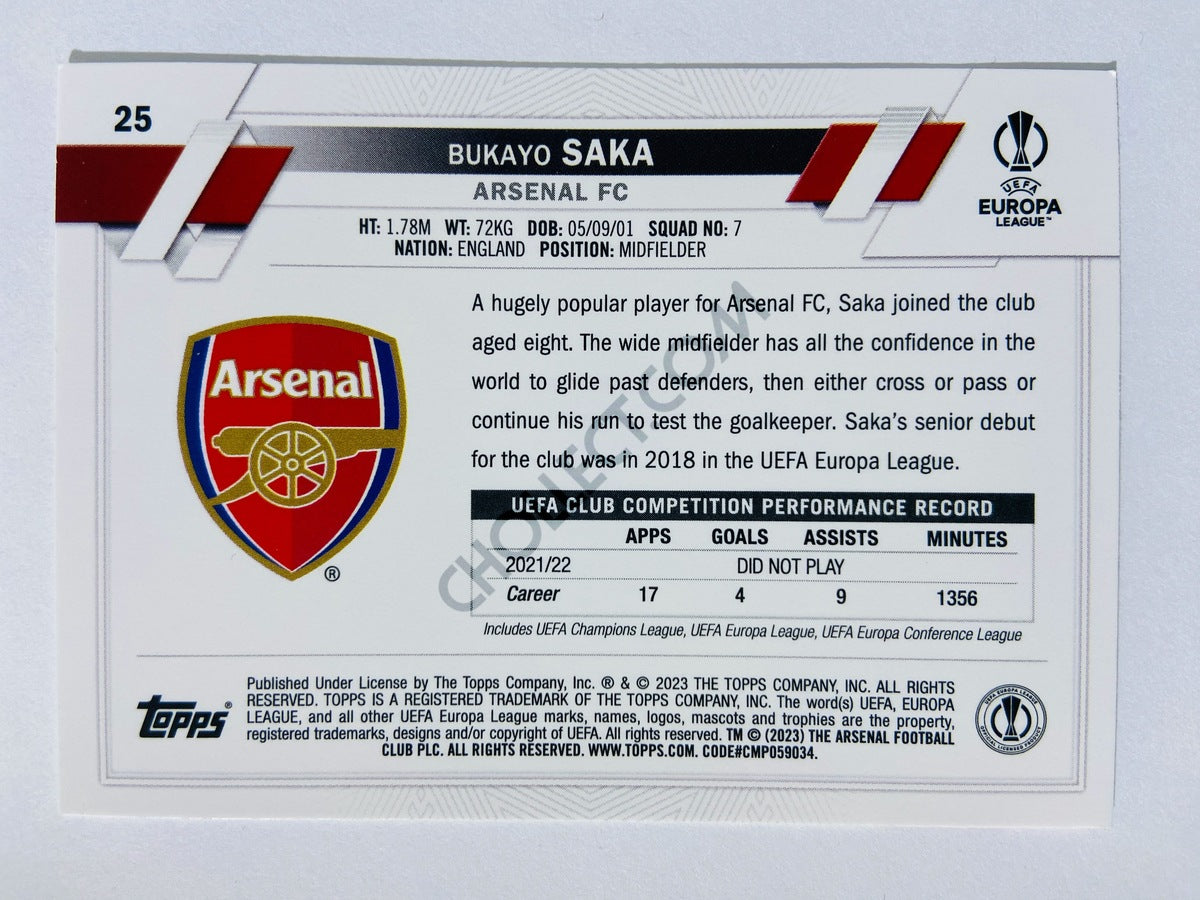 25
BUKAYO SAKA
ARSENAL FC
UEFA
EUROPA
LEAGUE™
HT: 1.78M WT: 72KG DOB: 05/09/01 SQUAD NO: 7
NATION: ENGLAND POSITION: MIDFIELDER
Arsenal
®
A hugely popular player for Arsenal FC, Saka joined the club
aged eight. The wide midfielder has all the confidence in the
world to glide past defenders, then either cross or pass or
continue his run to test the goalkeeper. Saka's senior debut
for the club was in 2018 in the UEFA Europa League.
CHOLLECT.COM
UEFA CLUB COMPETITION PERFORMANCE RECORD
APPS GOALS ASSISTS MINUTES
2021/22 DID NOT PLAY
Career 17 4 9 1356
Includes UEFA Champions League, UEFA Europa League, UEFA Europa Conference League
Topps®
Published Under License by The Topps Company, Inc. ® & © 2023 THE TOPPS COMPANY, INC. ALL RIGHTS
RESERVED. TOPPS IS A REGISTERED TRADEMARK OF THE TOPPS COMPANY, INC. The word(s) UEFA, EUROPA
LEAGUE, and all other UEFA Europa League marks, names, logos, mascots and trophies are the property,
registered trademarks, designs and/or copyright of UEFA. All rights reserved. TM © (2023) THE ARSENAL FOOTBALL
CLUB PLC. ALL RIGHTS RESERVED. WWW.TOPPS.COM. CODE#CMP059034.
UEFA EUROPA LEAGUE
OFFICIAL LICENSED PRODUCT